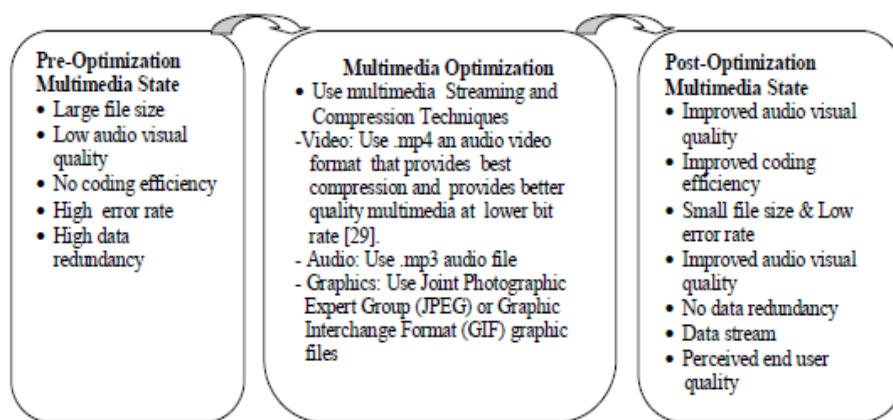 Pre-Optimization
Multimedia State
• Large file size
• Low audio visual
quality
• No coding efficiency
• High error rate
• High data
redundancy
Multimedia Optimization
• Use multimedia Streaming and
Compression Techniques
-Video: Use .mp4 an audio video
format that provides best
compression and provides better
quality multimedia at lower bit
rate [29].
- Audio: Use .mp3 audio file
- Graphics: Use Joint Photographic
Expert Group (JPEG) or Graphic
Interchange Format (GIF) graphic
files
Post-Optimization
Multimedia State
• Improved audio visual
quality
• Improved coding
efficiency
• Small file size & Low
error rate
• Improved audio visual
quality
• No data redundancy
• Data stream
• Perceived end user
quality